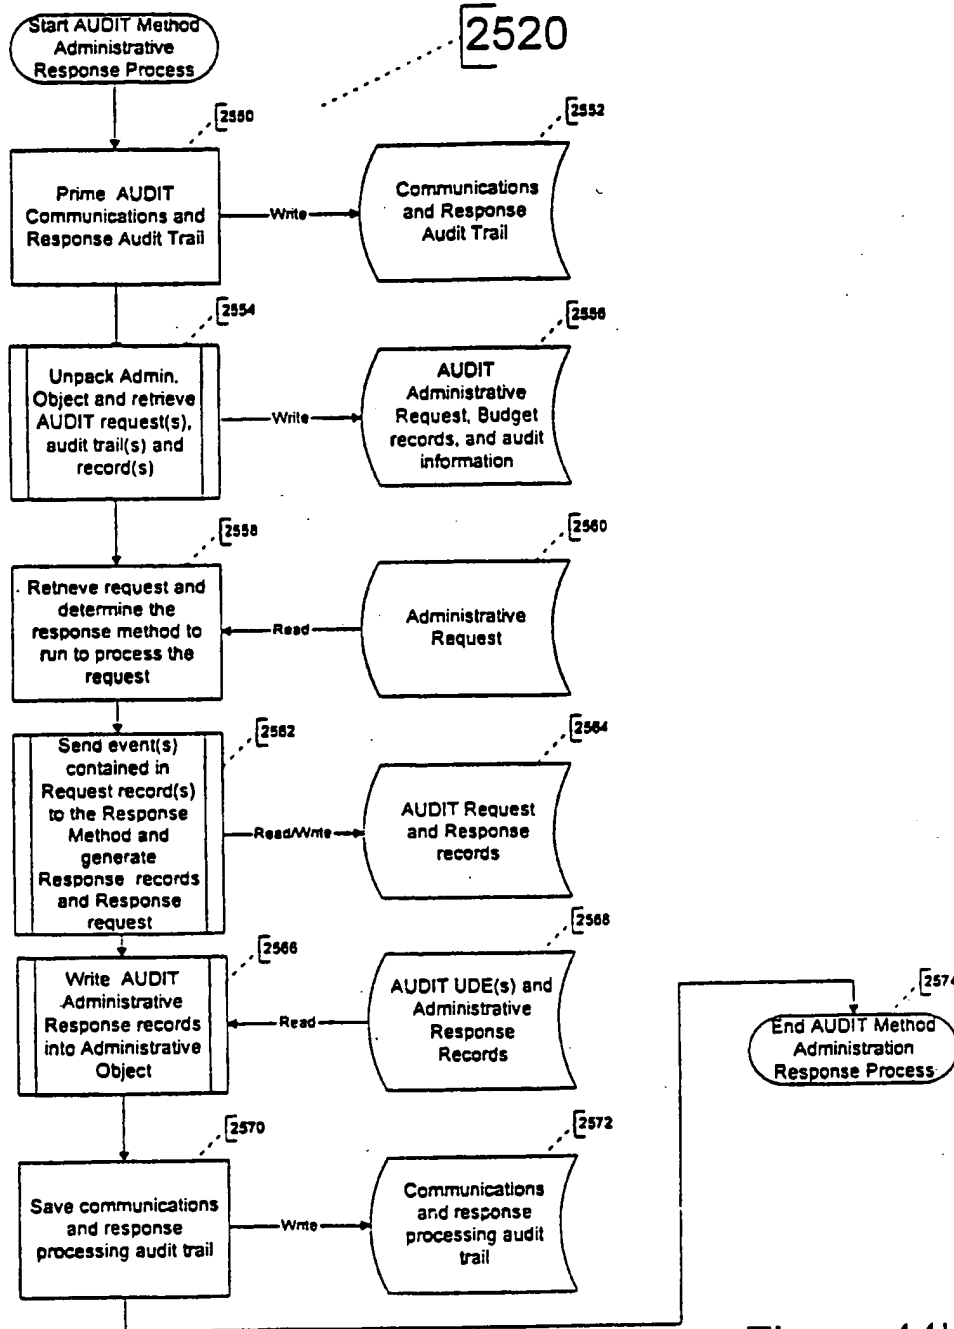 Start AUDIT Method
Administrative
Response Process
2520
2550
Prime AUDIT
Communications and
Response Audit Trail
Write
2552
Communications
and Response
Audit Trail
2554
Unpack Admin.
Object and retrieve
AUDIT request(s),
audit trail(s) and
record(s)
Write
2556
AUDIT
Administrative
Request, Budget
records, and audit
information
2558
Retrieve request and
determine the
response method to
run to process the
request
Read
2560
Administrative
Request
2562
Send event(s)
contained in
Request record(s)
to the Response
Method and
generate
Response records
and Response
request
Read/Write
2564
AUDIT Request
and Response
records
2566
Write AUDIT
Administrative
Response records
into Administrative
Object
Read
2568
AUDIT UDE(s) and
Administrative
Response
Records
2570
Save communications
and response
processing audit trail
Write
2572
Communications
and response
processing audit
trail
2574
End AUDIT Method
Administration
Response Process